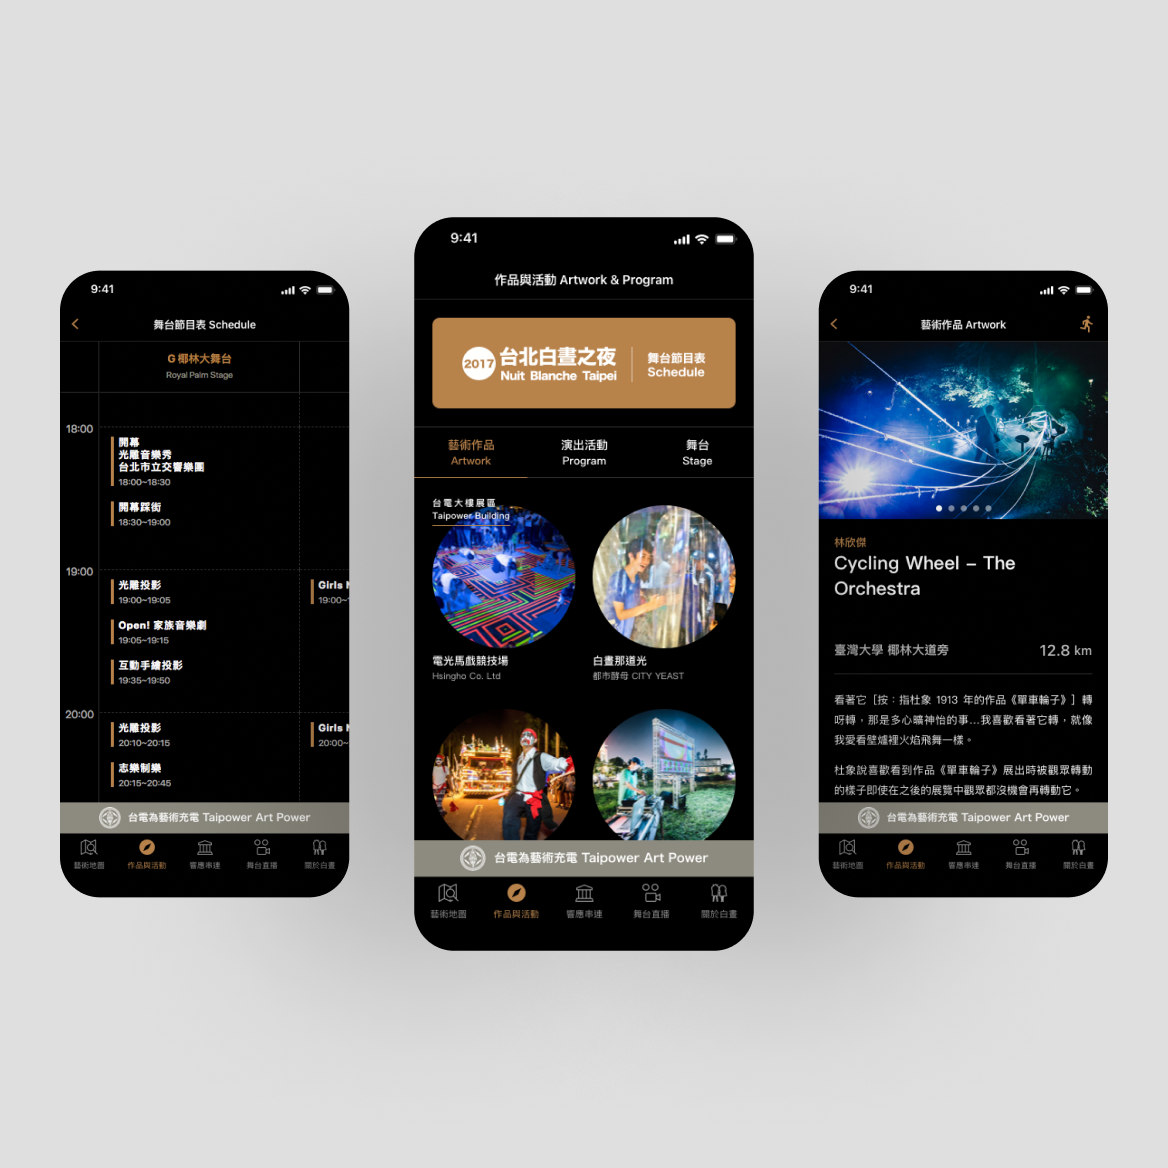 9:41
舞台節目表 Schedule
G 椰林大舞台
Royal Palm Stage
18:00
開幕
光雕音樂秀
台北市立交響樂團
18:00~18:30
開幕踩街
18:30~19:00
19:00
光雕投影
19:00~19:05
Girls
19:00~
Open! 家族音樂劇
19:05~19:15
互動手繪投影
19:35~19:50
20:00
光雕投影
20:10~20:15
Girls
20:00~
志樂制樂
20:15~20:45
台電為藝術充電 Taipower Art Power
藝術地圖
作品與活動
響應串連
舞台直播
關於白晝
9:41
作品與活動 Artwork & Program
2017 台北白晝之夜
Nuit Blanche Taipei
舞台節目表
Schedule
藝術作品
Artwork
演出活動
Program
舞台
Stage
台電大樓展區
Taipower Building
電光馬戲競技場
Hsingho Co. Ltd
白晝那道光
都市酵母 CITY YEAST
台電為藝術充電 Taipower Art Power
藝術地圖
作品與活動
響應串連
舞台直播
關於白晝
9:41
藝術作品 Artwork
林欣傑
Cycling Wheel – The
Orchestra
臺灣大學 椰林大道旁
12.8 km
看著它［按：指杜象 1913 年的作品《單車輪子》］轉
呀轉，那是多心曠神怡的事...我喜歡看著它轉，就像
我愛看壁爐裡火焰飛舞一樣。
杜象說喜歡看到作品《單車輪子》展出時被觀眾轉動
的樣子即使在之後的展覽中觀眾都沒機會再轉動它。
台電為藝術充電 Taipower Art Power
藝術地圖
作品與活動
響應串連
舞台直播
關於白晝